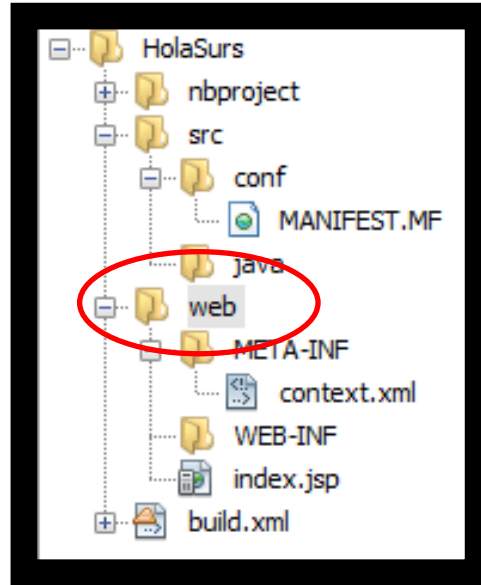 HolaSurs
nbproject
src
conf
MANIFEST.MF
java
web
META-INF
context.xml
WEB-INF
index.jsp
build.xml